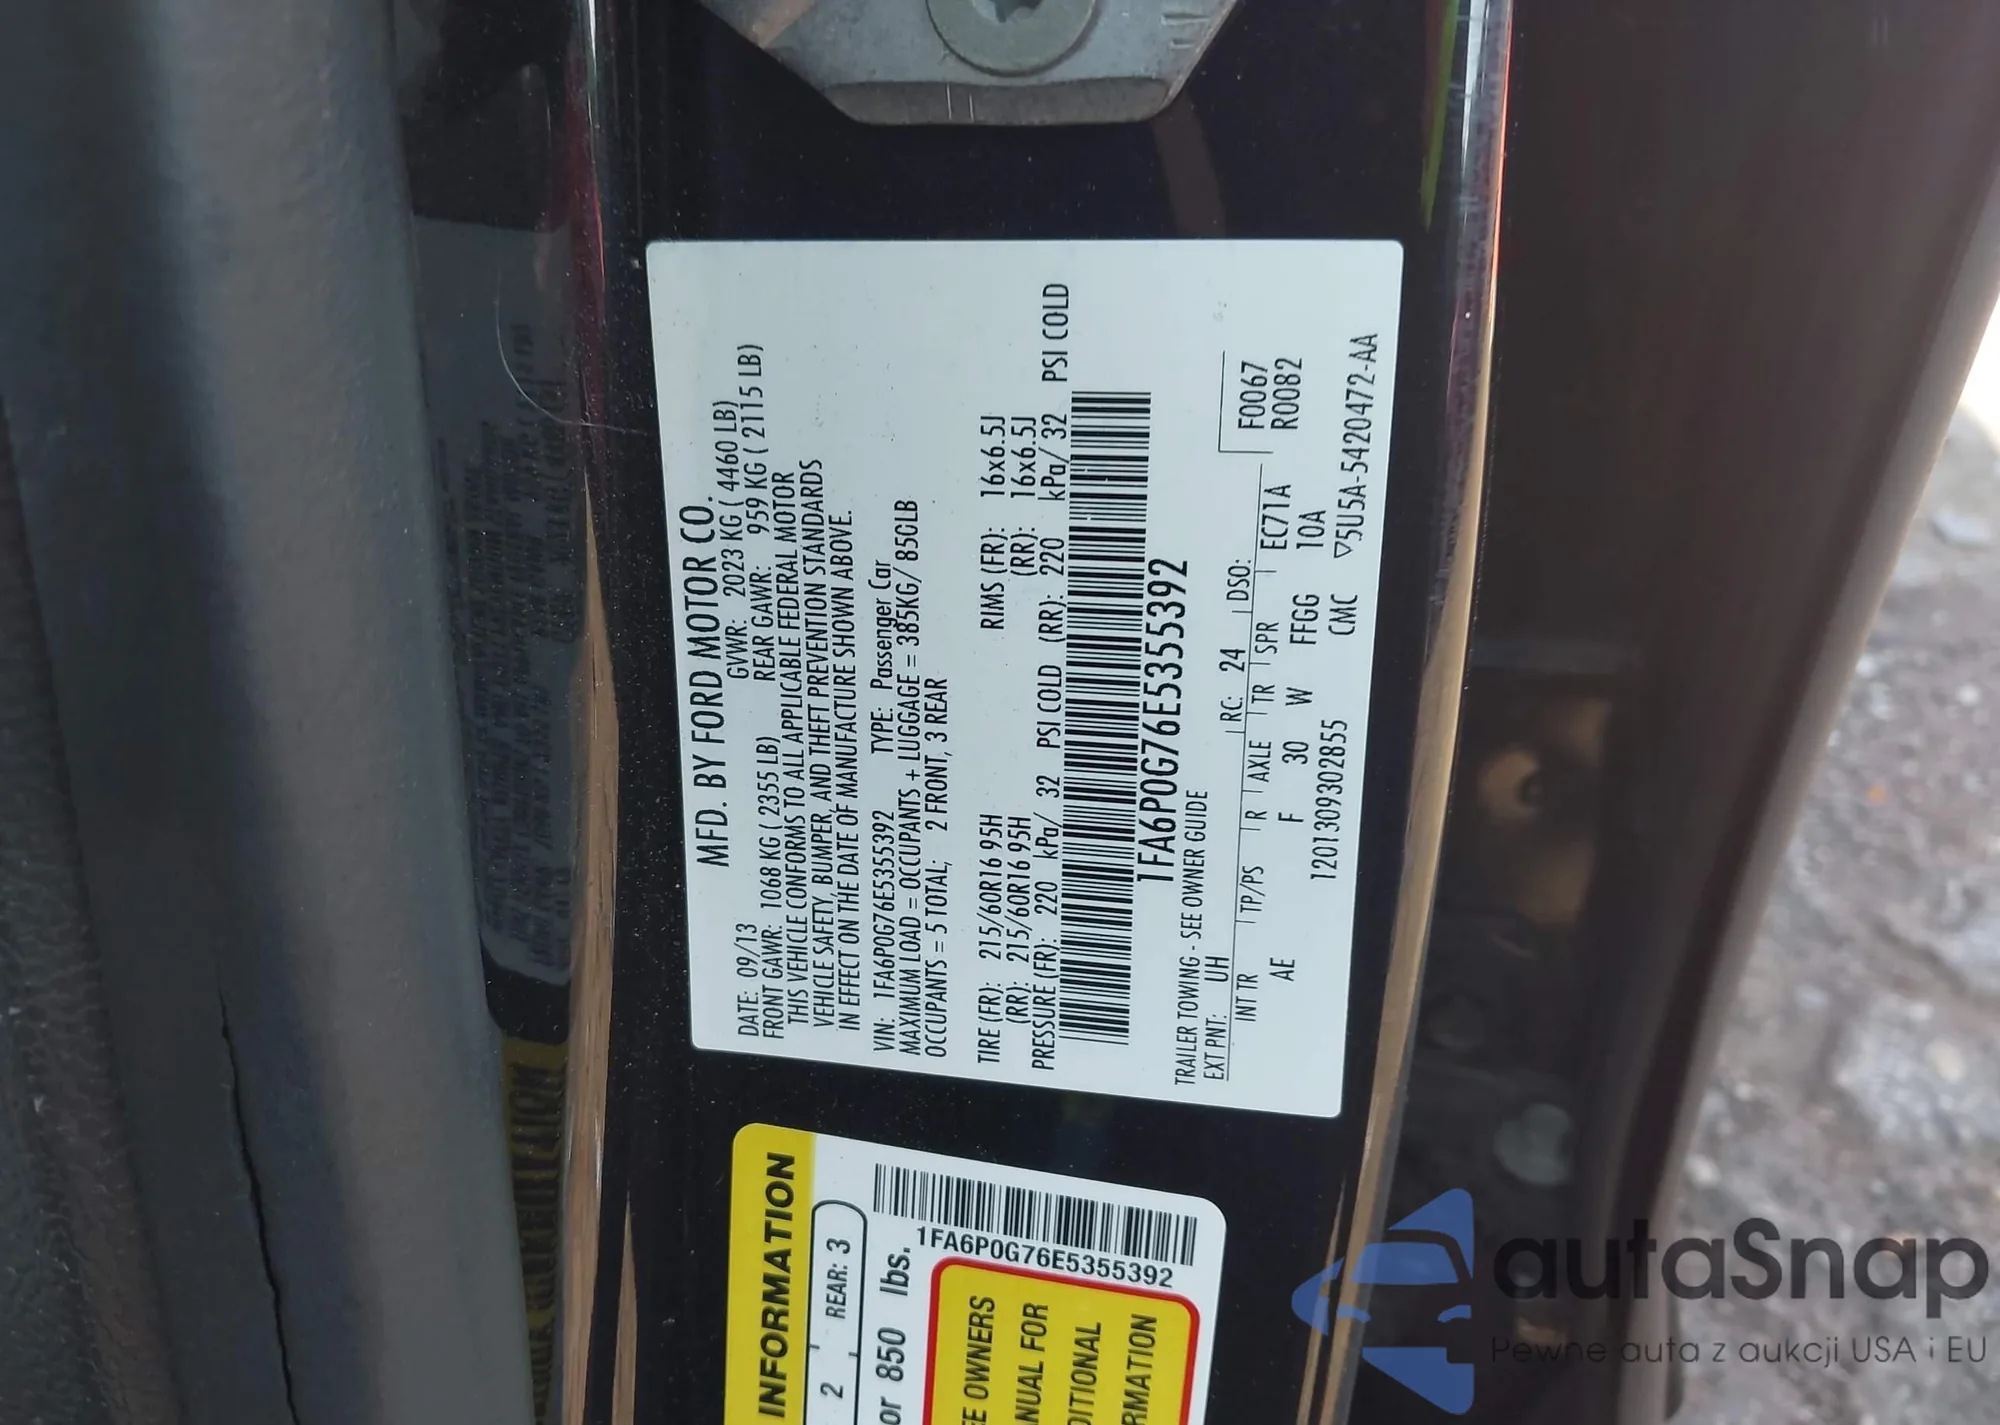 MFD. BY FORD MOTOR CO.
DATE: 09/13 GVWR: 2023 KG ( 4460 LB)
FRONT GAWR: 1068 KG ( 2355 LB) REAR GAWR: 959 KG ( 2115 LB)
THIS VEHICLE CONFORMS TO ALL APPLICABLE FEDERAL MOTOR
VEHICLE SAFETY, BUMPER, AND THEFT PREVENTION STANDARDS
IN EFFECT ON THE DATE OF MANUFACTURE SHOWN ABOVE.
VIN: 1FA6P0G76E5355392 TYPE: Passenger Car
MAXIMUM LOAD = OCCUPANTS + LUGGAGE = 385KG/ 850LB
OCCUPANTS = 5 TOTAL; 2 FRONT, 3 REAR
TIRE (FR): 215/60R16 95H RIMS (FR): 16x6.5J
(RR): 215/60R16 95H (RR): 16x6.5J
PRESSURE (FR): 220 kPa/ 32 PSI COLD (RR): 220 kPa/ 32 PSI COLD
1FA6P0G76E5355392
TRAILER TOWING - SEE OWNER GUIDE
EXT PNT: UH RC: 24 DSO:
F0067
R0082
INT TR TP/PS R AXLE TR SPR EC71A
AE F 30 W FFGG 10A
1201309302855 CMC ▽5U5A-5420472-AA
INFORMATION
2 REAR: 3
or 850 lbs.
1FA6P0G76E5355392
OWNERS
FOR
autaSnap
Pewne auta z aukcji USA i EU